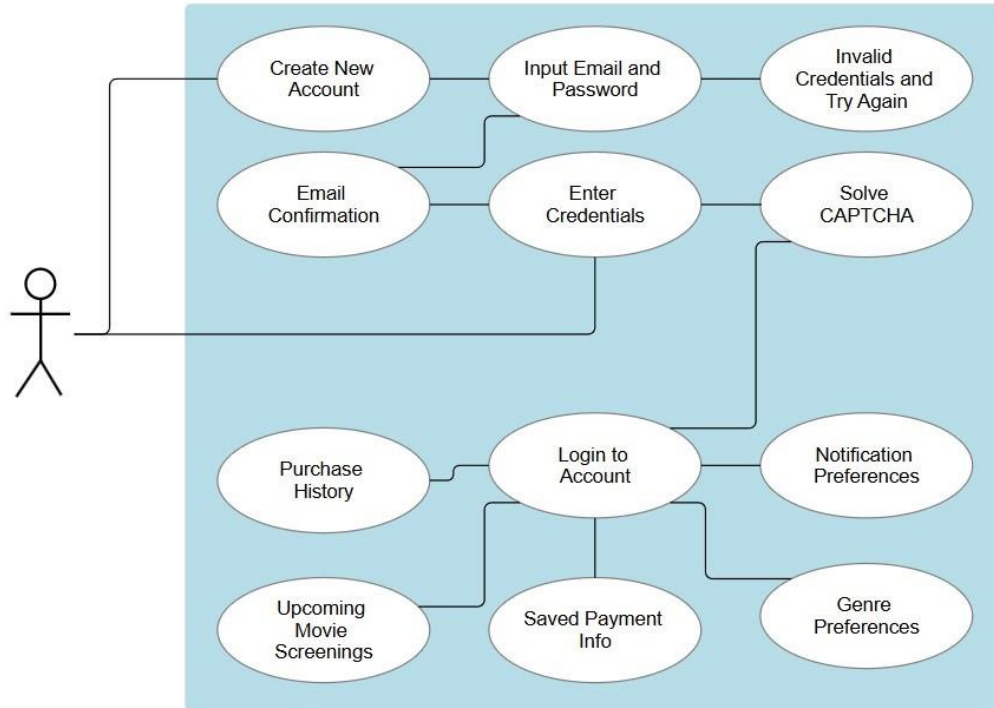 Create New
Account
Input Email and
Password
Invalid
Credentials and
Try Again
Email
Confirmation
Enter
Credentials
Solve
CAPTCHA
Purchase
History
Login to
Account
Notification
Preferences
Upcoming
Movie
Screenings
Saved Payment
Info
Genre
Preferences